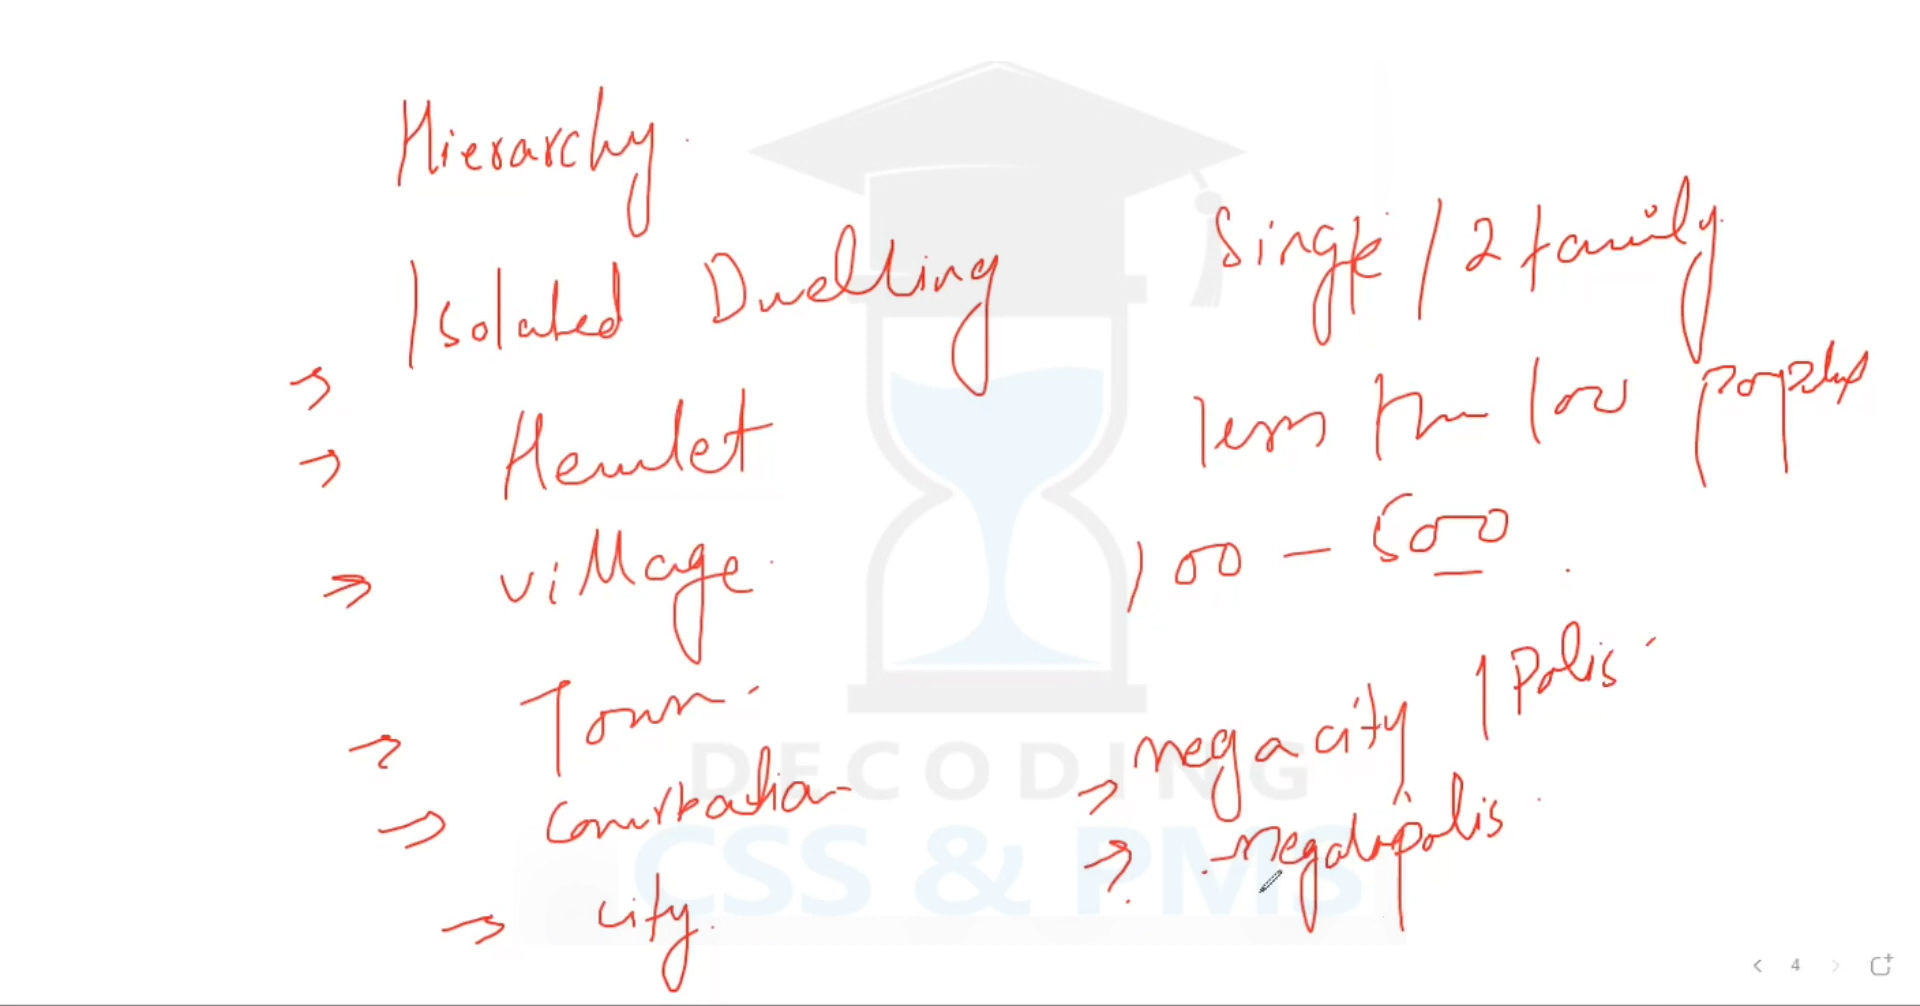 Hierarchy.
Isolated Dwelling Single / 2 family
→ Hemlet less than 100 people
→ village. 100 - 500
→ Town.
→ conurbation
→ city.
→ megacity / Polis.
→ megalopolis.
DECODING
CSS & PMS
4